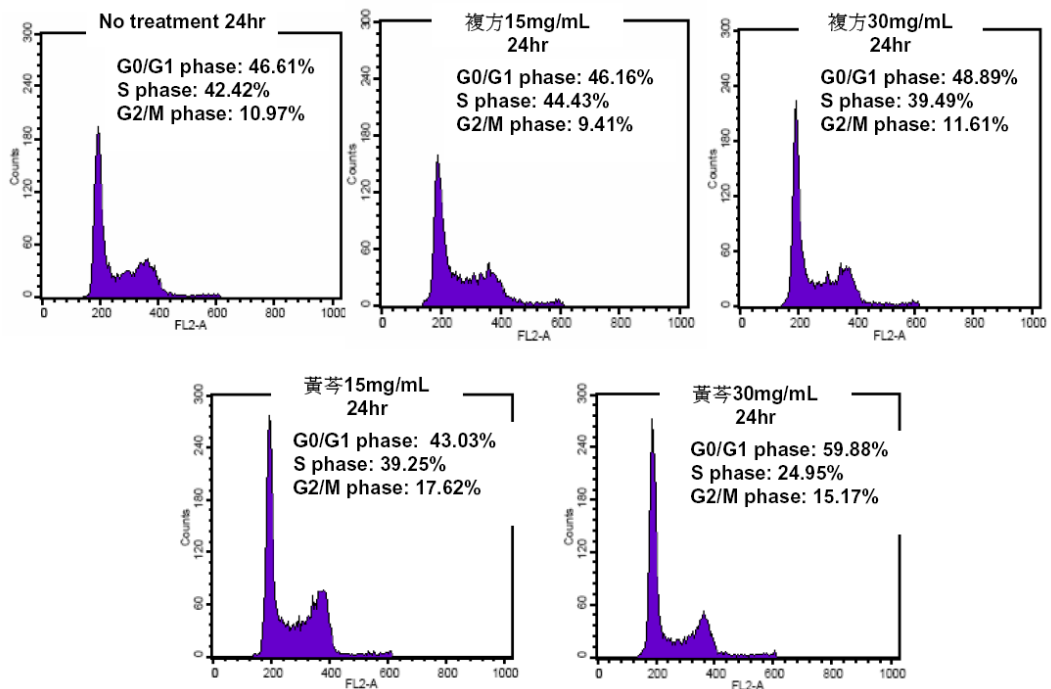 No treatment 24hr
G0/G1 phase: 46.61%
S phase: 42.42%
G2/M phase: 10.97%
Counts
300
240
180
120
60
0
0
200
400
600
800
1000
FL2-A
複方15mg/mL
24hr
G0/G1 phase: 46.16%
S phase: 44.43%
G2/M phase: 9.41%
Counts
300
240
180
120
60
0
0
200
400
600
800
1000
FL2-A
複方30mg/mL
24hr
G0/G1 phase: 48.89%
S phase: 39.49%
G2/M phase: 11.61%
Counts
300
240
180
120
60
0
0
200
400
600
800
1000
FL2-A
黃芩15mg/mL
24hr
G0/G1 phase: 43.03%
S phase: 39.25%
G2/M phase: 17.62%
Counts
300
240
180
120
60
0
0
200
400
600
800
1000
FL2-A
黃芩30mg/mL
24hr
G0/G1 phase: 59.88%
S phase: 24.95%
G2/M phase: 15.17%
Counts
300
240
180
120
60
0
0
200
400
600
800
1000
FL2-A